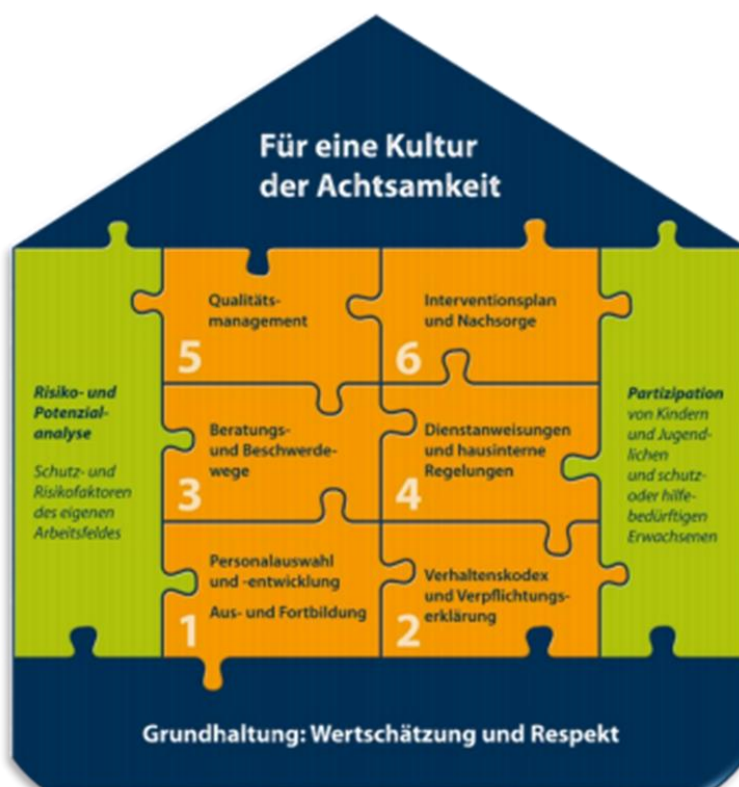 Für eine Kultur
der Achtsamkeit
Risiko- und
Potenzial-
analyse
Schutz- und
Risikofaktoren
des eigenen
Arbeitsfeldes
Qualitäts-
management
5
Interventionsplan
und Nachsorge
6
Beratungs-
und Beschwerde-
wege
3
Dienstanweisungen
und hausinterne
Regelungen
4
Personalauswahl
und -entwicklung
Aus- und Fortbildung
1
Verhaltenskodex
und Verpflichtungs-
erklärung
2
Partizipation
von Kindern
und Jugend-
lichen
und schutz-
oder hilfe-
bedürftigen
Erwachsenen
Grundhaltung: Wertschätzung und Respekt